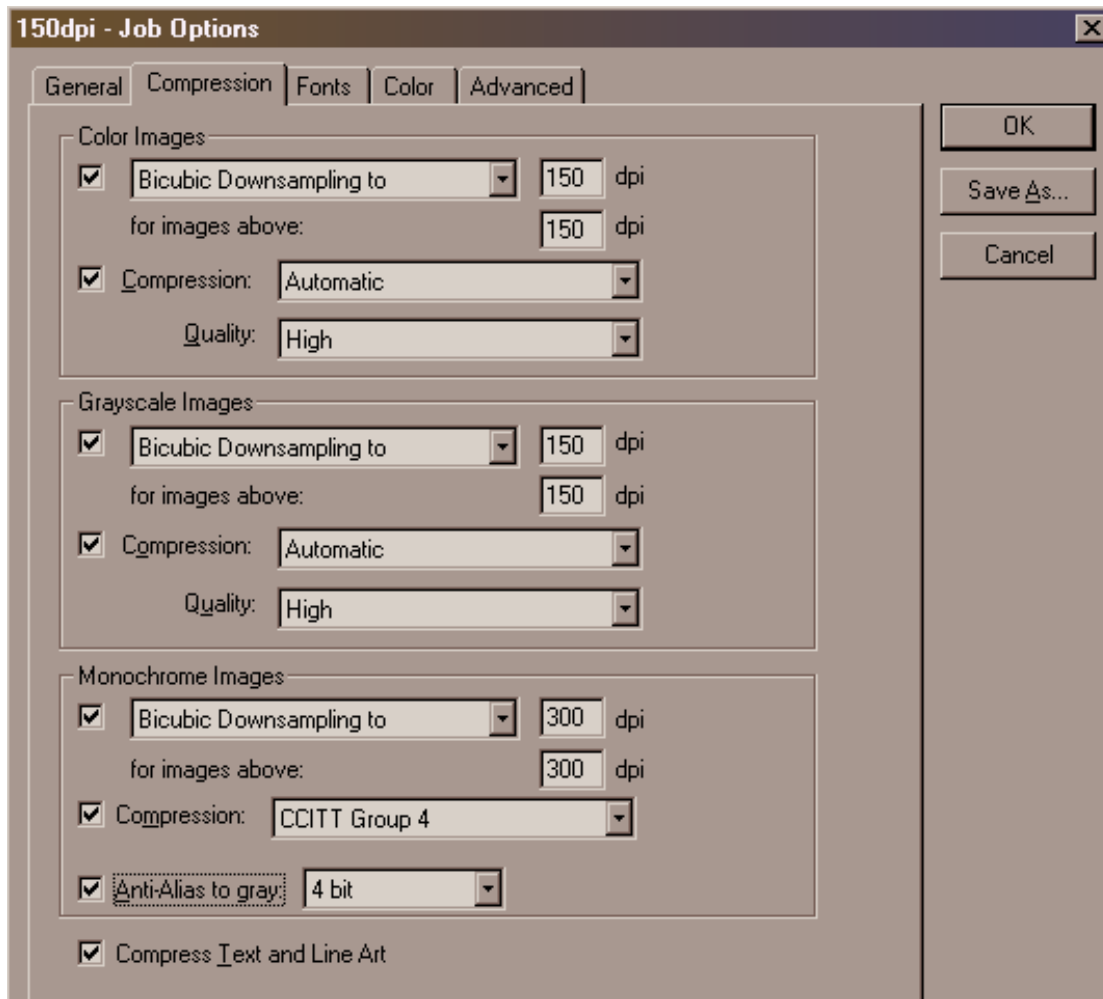 150dpi - Job Options
General Compression Fonts Color Advanced
OK
Save As...
Cancel
Color Images
Bicubic Downsampling to 150 dpi
for images above: 150 dpi
Compression: Automatic
Quality: High
Grayscale Images
Bicubic Downsampling to 150 dpi
for images above: 150 dpi
Compression: Automatic
Quality: High
Monochrome Images
Bicubic Downsampling to 300 dpi
for images above: 300 dpi
Compression: CCITT Group 4
Anti-Alias to gray: 4 bit
Compress Text and Line Art